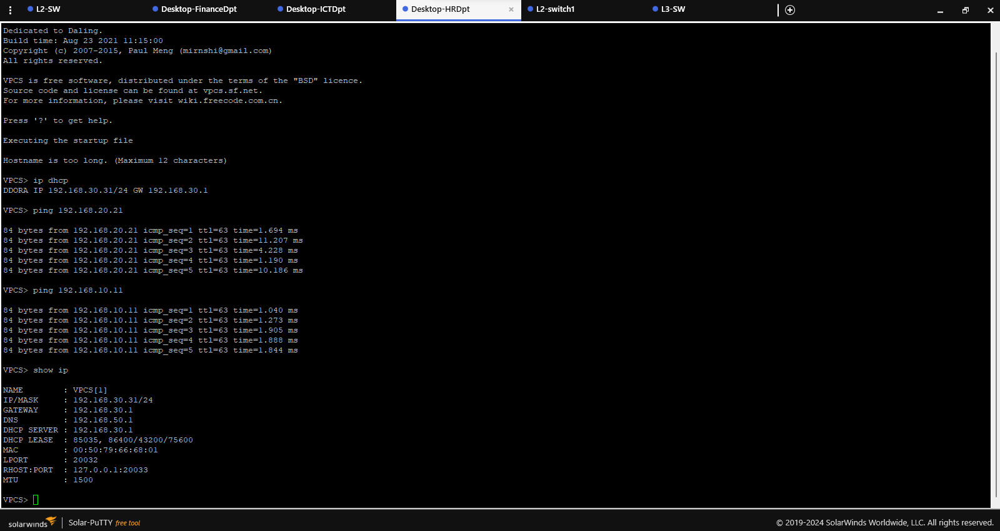 L2-SW
Desktop-FinanceDpt
Desktop-ICTDpt
Desktop-HRDpt
L2-switch1
L3-SW
Dedicated to Daling.
Build time: Aug 23 2021 11:15:00
Copyright (c) 2007-2015, Paul Meng (mirnshi@gmail.com)
All rights reserved.
VPCS is free software, distributed under the terms of the "BSD" licence.
Source code and license can be found at vpcs.sf.net.
For more information, please visit wiki.freecode.com.cn.
Press '?' to get help.
Executing the startup file
Hostname is too long. (Maximum 12 characters)
VPCS> ip dhcp
DDORA IP 192.168.30.31/24 GW 192.168.30.1
VPCS> ping 192.168.20.21
84 bytes from 192.168.20.21 icmp_seq=1 ttl=63 time=1.694 ms
84 bytes from 192.168.20.21 icmp_seq=2 ttl=63 time=11.207 ms
84 bytes from 192.168.20.21 icmp_seq=3 ttl=63 time=4.228 ms
84 bytes from 192.168.20.21 icmp_seq=4 ttl=63 time=1.190 ms
84 bytes from 192.168.20.21 icmp_seq=5 ttl=63 time=10.186 ms
VPCS> ping 192.168.10.11
84 bytes from 192.168.10.11 icmp_seq=1 ttl=63 time=1.040 ms
84 bytes from 192.168.10.11 icmp_seq=2 ttl=63 time=1.273 ms
84 bytes from 192.168.10.11 icmp_seq=3 ttl=63 time=1.905 ms
84 bytes from 192.168.10.11 icmp_seq=4 ttl=63 time=1.888 ms
84 bytes from 192.168.10.11 icmp_seq=5 ttl=63 time=1.844 ms
VPCS> show ip
NAME : VPCS[1]
IP/MASK : 192.168.30.31/24
GATEWAY : 192.168.30.1
DNS : 192.168.50.1
DHCP SERVER : 192.168.30.1
DHCP LEASE : 85035, 86400/43200/75600
MAC : 00:50:79:66:68:01
LPORT : 20032
RHOST:PORT : 127.0.0.1:20033
MTU : 1500
VPCS>
solarwinds Solar-PuTTY free tool
© 2019-2024 SolarWinds Worldwide, LLC. All rights reserved.